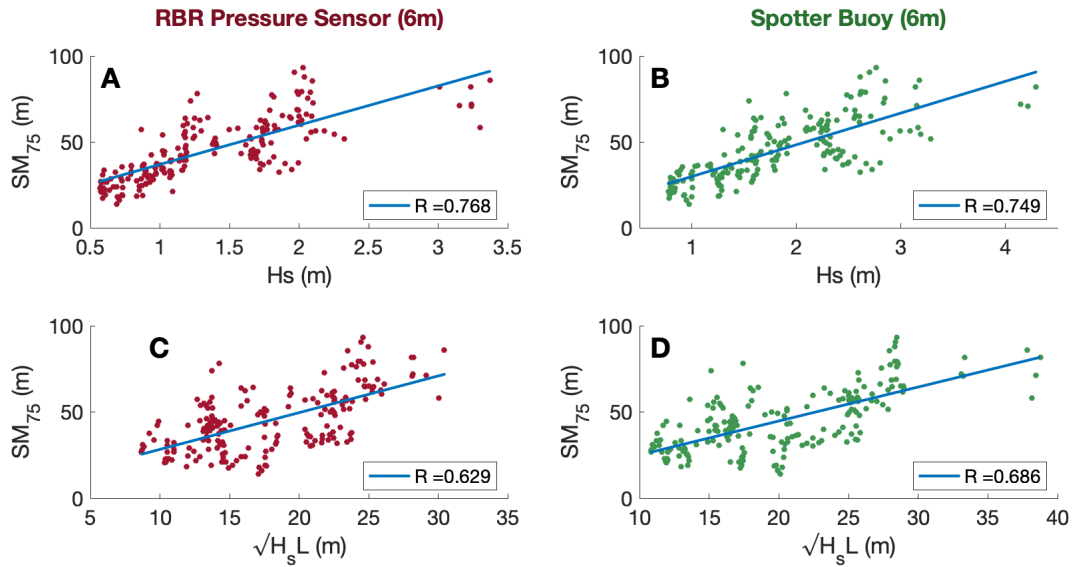 RBR Pressure Sensor (6m)
Spotter Buoy (6m)
A
SM75 (m)
100
50
0
R =0.768
0.5 1 1.5 2 2.5 3 3.5
Hs (m)
B
SM75 (m)
100
50
0
R =0.749
1 2 3 4
Hs (m)
C
SM75 (m)
100
50
0
R =0.629
5 10 15 20 25 30 35
√HsL (m)
D
SM75 (m)
100
50
0
R =0.686
10 15 20 25 30 35 40
√HsL (m)